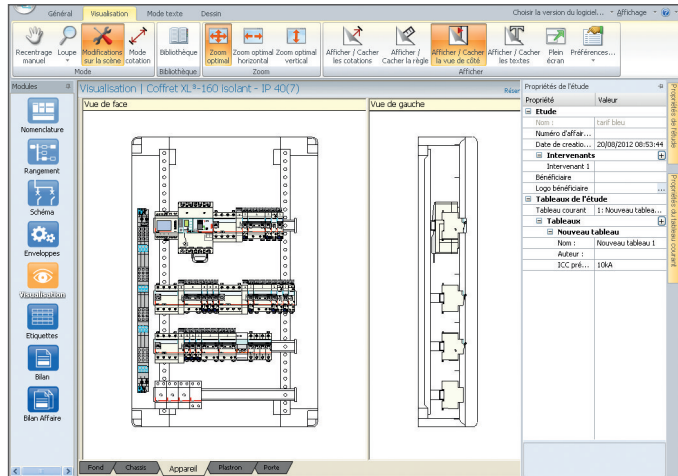 Général Visualisation Mode texte Dessin Choisir la version du logiciel... Affichage
Recentrage manuel
Loupe
Modifications sur la scène
Mode cotation
Mode
Bibliothèque
Bibliothèque
Zoom optimal
Zoom optimal horizontal
Zoom optimal vertical
Zoom
Afficher / Cacher les cotations
Afficher / Cacher la règle
Afficher / Cacher la vue de côté
Afficher / Cacher les textes
Plein écran
Préférences...
Afficher
Modules
Nomenclature
Rangement
Schéma
Enveloppes
Visualisation
Etiquettes
Bilan
Bilan Affaire
Visualisation | Coffret XL³-160 Isolant - IP 40(7)
Réser
Vue de face
Vue de gauche
Fond Chassis Appareil Plastron Porte
Propriétés de l'étude
Propriété Valeur
Etude
Nom : tarif bleu
Numéro d'affair...
Date de creatio... 20/08/2012 08:53:44
Intervenants
Intervenant 1
Bénéficiaire
Logo bénéficiaire ...
Tableaux de l'étude
Tableau courant 1: Nouveau tablea...
Tableaux
Nouveau tableau
Nom : Nouveau tableau 1
Auteur :
ICC pré... 10kA
Propriétés de l'étude
Propriétés du tableau courant